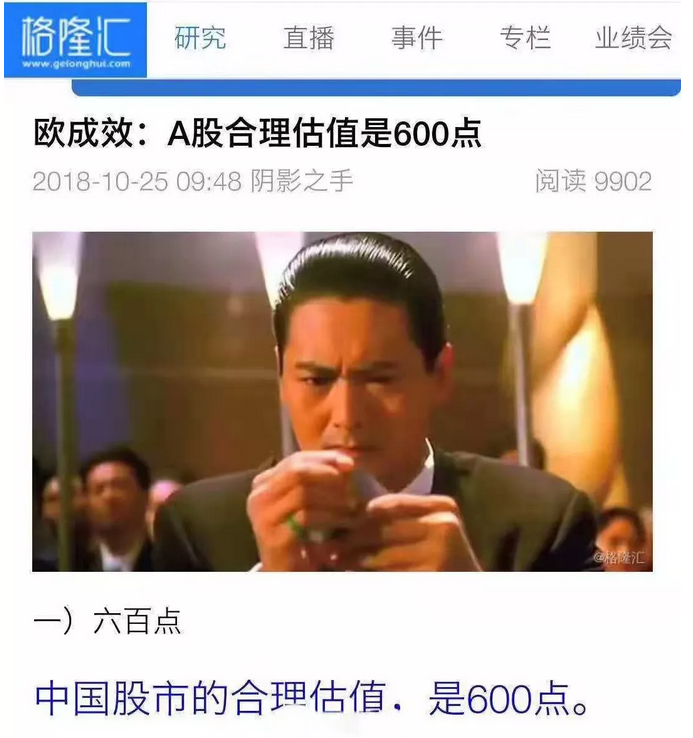 格隆汇
www.gelonghui.com
研究 直播 事件 专栏 业绩会
欧成效：A股合理估值是600点
2018-10-25 09:48 阴影之手 阅读 9902
@格隆汇
一）六百点
中国股市的合理估值，是600点。